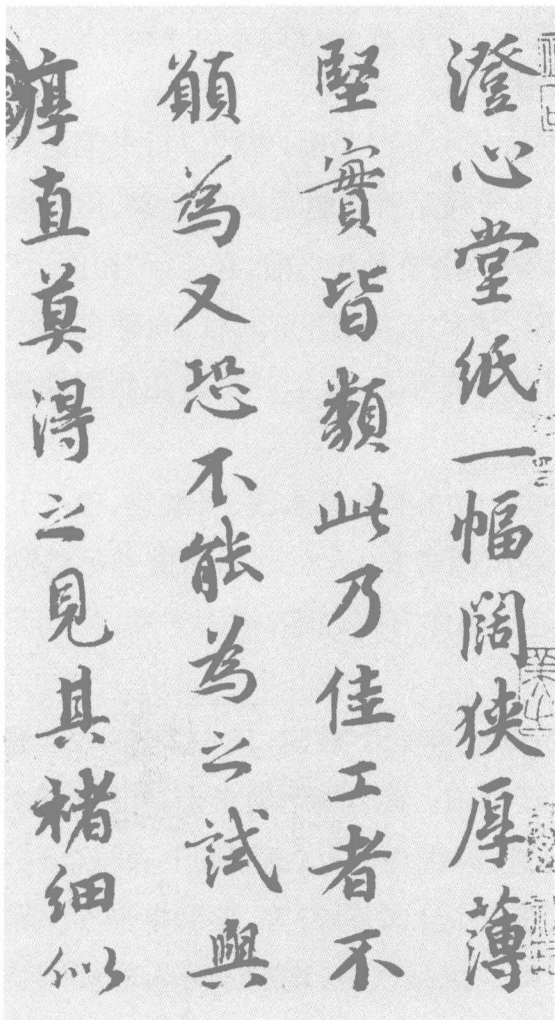 澄心堂紙一幅闊狹厚薄
堅實皆類此乃佳工者不
願為又恐不能為之試與
厚直莫得之見其楮細似